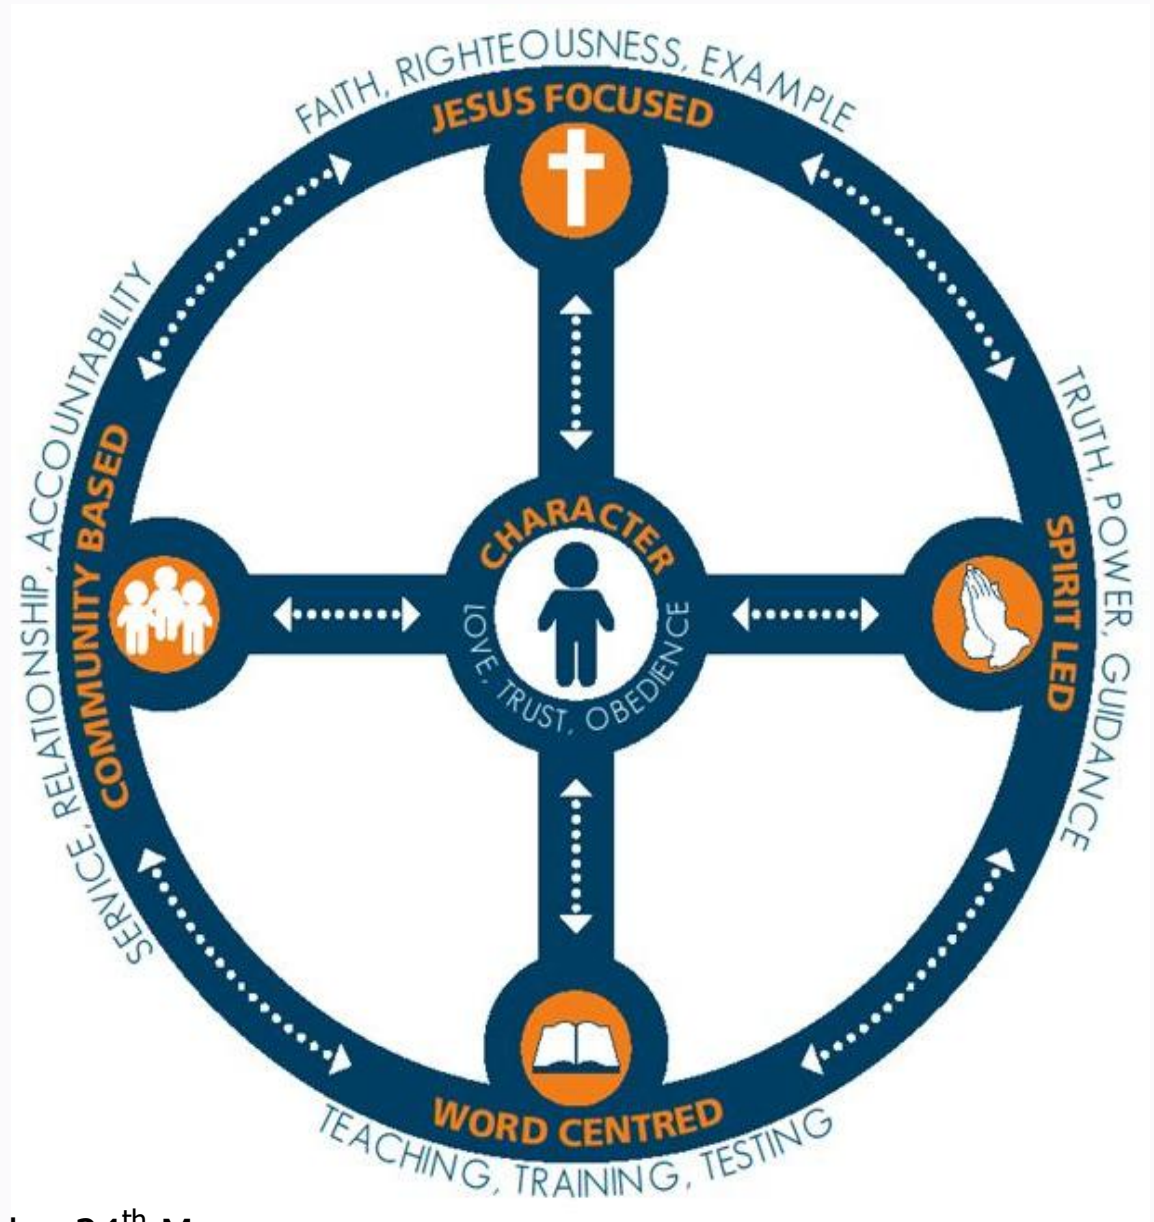 FAITH, RIGHTEOUSNESS, EXAMPLE
JESUS FOCUSED
SERVICE, RELATIONSHIP, ACCOUNTABILITY
COMMUNITY BASED
CHARACTER
LOVE, TRUST, OBEDIENCE
SPIRIT LED
TRUTH, POWER, GUIDANCE
WORD CENTRED
TEACHING, TRAINING, TESTING